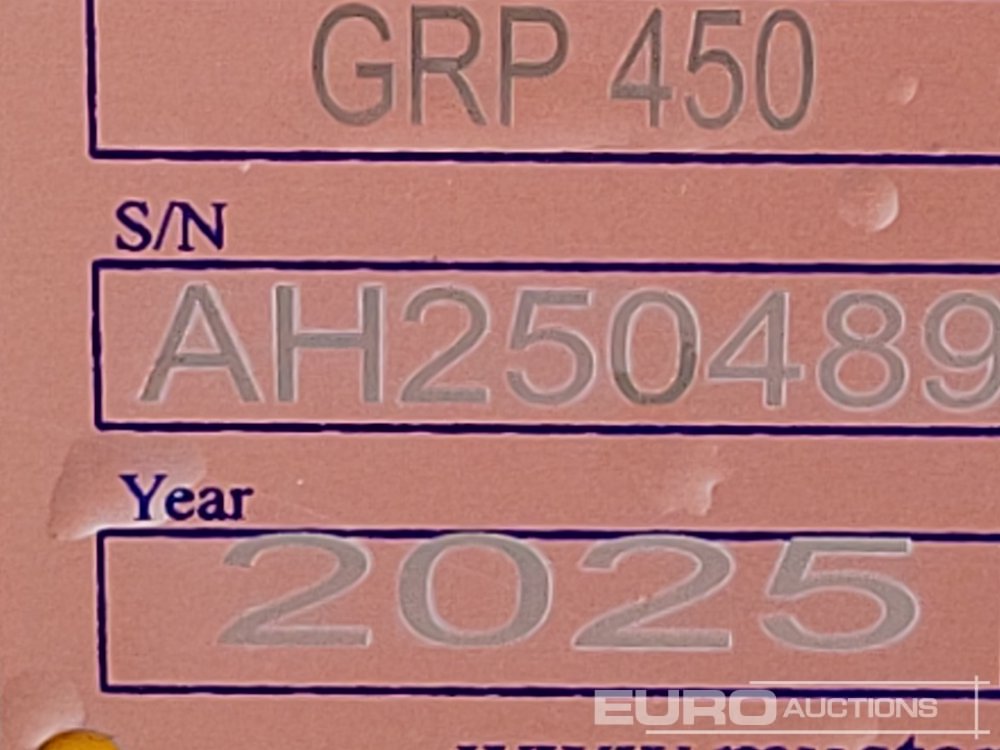 GRP 450
S/N
AH250489
Year
2025
EURO AUCTIONS